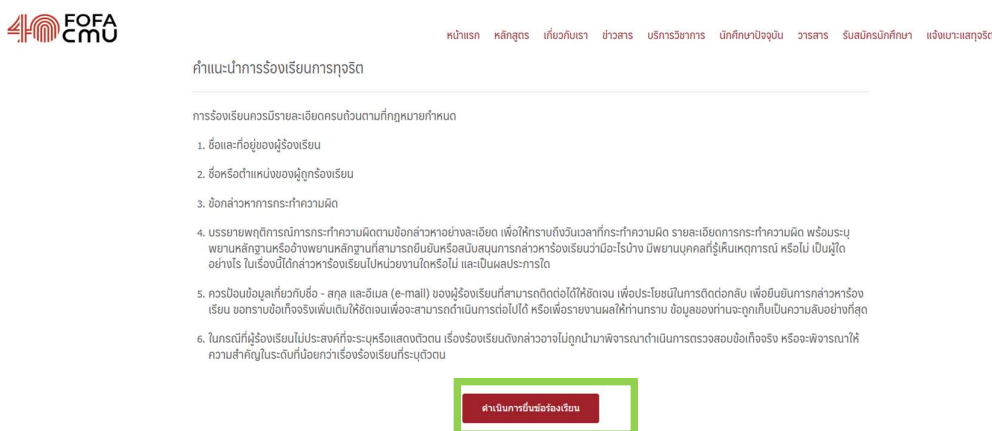 40 FOFA CMU
หน้าแรก หลักสูตร เกี่ยวกับเรา ข่าวสาร บริการวิชาการ นักศึกษาปัจจุบัน วารสาร รับสมัครนักศึกษา แจ้งเบาะแสทุจริต
คำแนะนำการร้องเรียนการทุจริต
การร้องเรียนควรมีรายละเอียดครบถ้วนตามที่กฎหมายกำหนด
1. ชื่อและที่อยู่ของผู้ร้องเรียน
2. ชื่อหรือตำแหน่งของผู้ถูกร้องเรียน
3. ข้อกล่าวหาการกระทำความผิด
4. บรรยายพฤติการณ์การกระทำความผิดตามข้อกล่าวหาอย่างละเอียด เพื่อให้ทราบถึงวันเวลาที่กระทำความผิด รายละเอียดการกระทำความผิด พร้อมระบุ
พยานหลักฐานหรืออ้างพยานหลักฐานที่สามารถยืนยันหรือสนับสนุนการกล่าวหาร้องเรียนว่ามีอะไรบ้าง มีพยานบุคคลที่รู้เห็นเหตุการณ์ หรือไม่ เป็นผู้ใด
อย่างไร ในเรื่องนี้ได้กล่าวหาร้องเรียนไปหน่วยงานใดหรือไม่ และเป็นผลประการใด
5. ควรป้อนข้อมูลเกี่ยวกับชื่อ - สกุล และอีเมล (e-mail) ของผู้ร้องเรียนที่สามารถติดต่อได้ให้ชัดเจน เพื่อประโยชน์ในการติดต่อกลับ เพื่อยืนยันการกล่าวหาร้อง
เรียน ขอทราบข้อเท็จจริงเพิ่มเติมให้ชัดเจนเพื่อจะสามารถดำเนินการต่อไปได้ หรือเพื่อรายงานผลให้ท่านทราบ ข้อมูลของท่านจะถูกเก็บเป็นความลับอย่างที่สุด
6. ในกรณีที่ผู้ร้องเรียนไม่ประสงค์ที่จะระบุหรือแสดงตัวตน เรื่องร้องเรียนดังกล่าวอาจไม่ถูกนำมาพิจารณาดำเนินการตรวจสอบข้อเท็จจริง หรือจะพิจารณาให้
ความสำคัญในระดับที่น้อยกว่าเรื่องร้องเรียนที่ระบุตัวตน
ดำเนินการยื่นข้อร้องเรียน